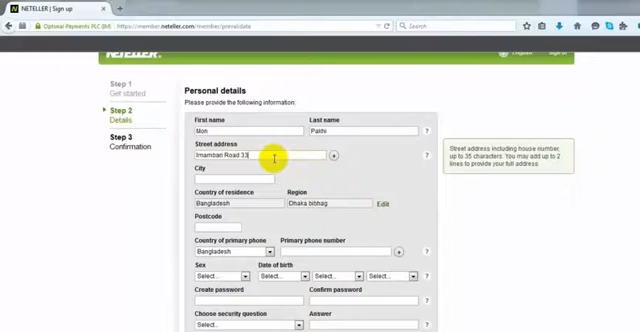 NETELLER | Sign up
Optimal Payments PLC (IM) https://member.neteller.com/member/prevalidate Search
NETELLER English Sign in
Step 1
Get started
Step 2
Details
Step 3
Confirmation
Personal details
Please provide the following information:
First name Last name
Mon Pakhi ?
Street address
Imambari Road 33 + ?
Street address including house number,
up to 35 characters. You may add up to 2
lines to provide your full address
City
Country of residence Region
Bangladesh Dhaka bibhag Edit
Postcode
Country of primary phone Primary phone number
Bangladesh + ?
Sex Date of birth
Select... Select... Select... Select... ?
Create password Confirm password
?
Choose security question Answer
Select... ?